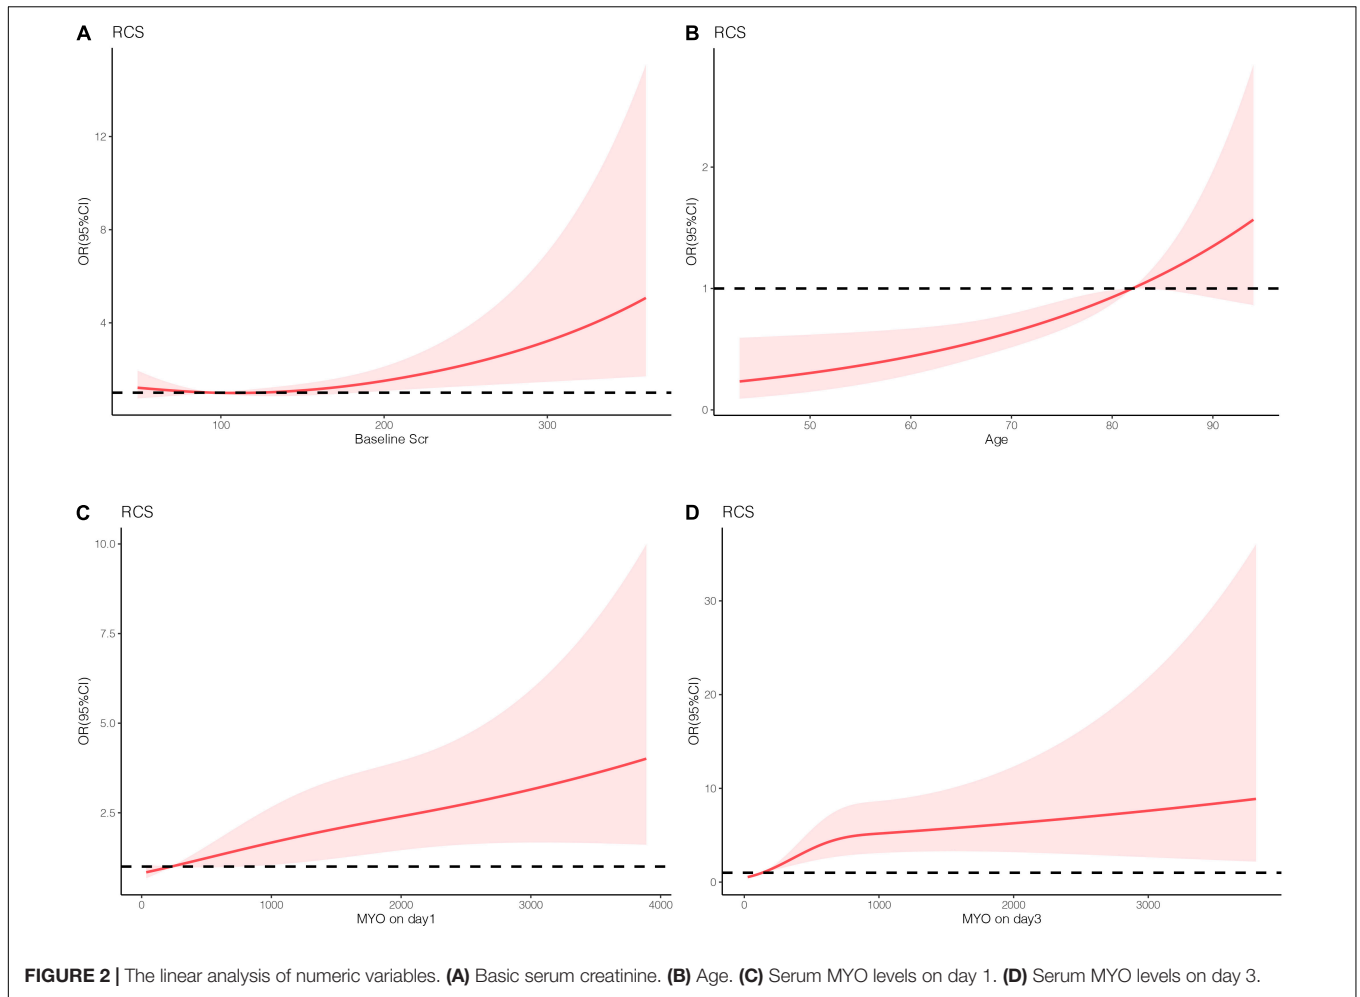 A RCS
12
8
4
OR(95%CI)
100 200 300
Baseline Scr
B RCS
2
1
0
OR(95%CI)
50 60 70 80 90
Age
C RCS
10.0
7.5
5.0
2.5
OR(95%CI)
0 1000 2000 3000 4000
MYO on day1
D RCS
30
20
10
0
OR(95%CI)
0 1000 2000 3000
MYO on day3
FIGURE 2 | The linear analysis of numeric variables. (A) Basic serum creatinine. (B) Age. (C) Serum MYO levels on day 1. (D) Serum MYO levels on day 3.